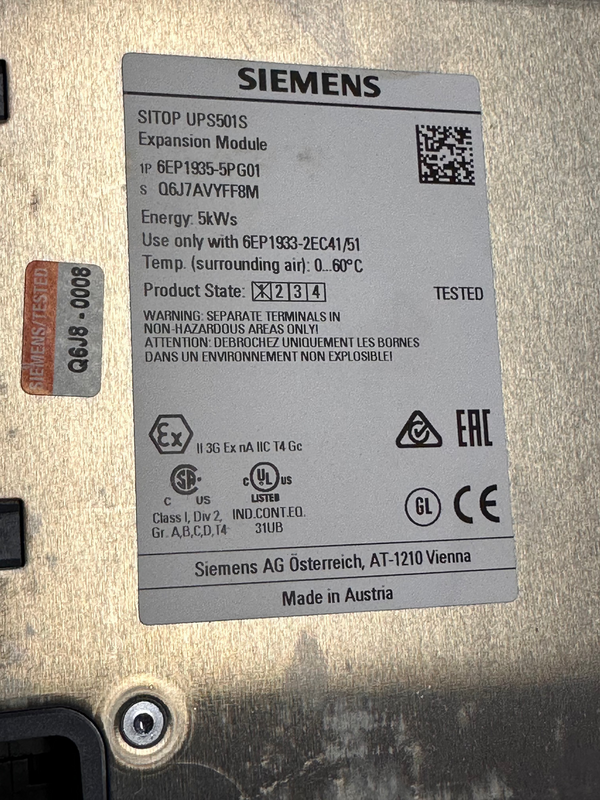 SIEMENS
SITOP UPS501S
Expansion Module
1P 6EP1935-5PG01
S Q6J7AVYFF8M
Energy: 5kWs
Use only with 6EP1933-2EC41/51
Temp. (surrounding air): 0...60°C
Product State: X 2 3 4
TESTED
WARNING: SEPARATE TERMINALS IN
NON-HAZARDOUS AREAS ONLY!
ATTENTION: DEBROCHEZ UNIQUEMENT LES BORNES
DANS UN ENVIRONNEMENT NON EXPLOSIBLE!
SIEMENS/TESTED
Q6J8-0008
Ex II 3G Ex nA IIC T4 Gc
EAC
SA
C US
Class I, Div 2,
Gr. A,B,C,D,T4
C UL US
LISTED
IND.CONT.EQ.
31UB
GL CE
Siemens AG Österreich, AT-1210 Vienna
Made in Austria